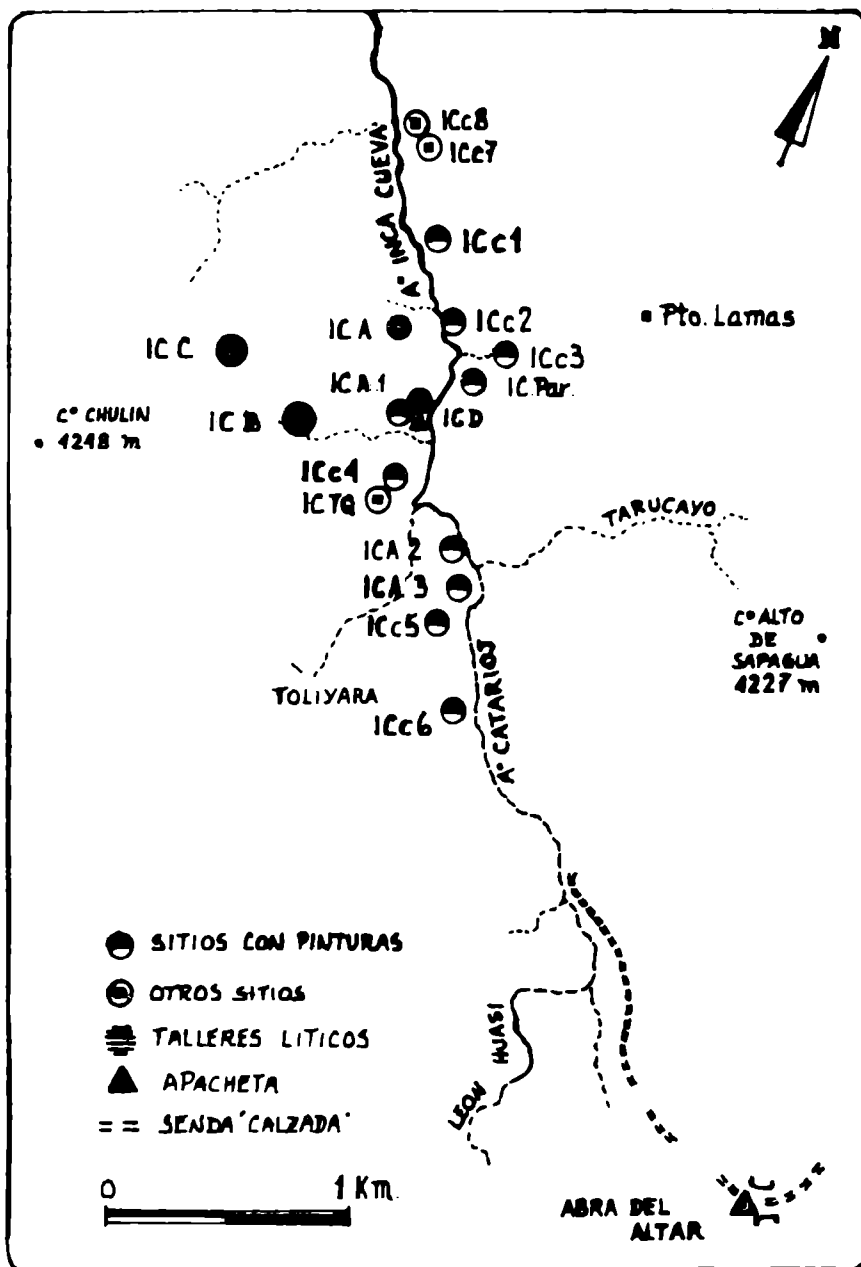 N
ICc8
ICc7
Aº INCA CUEVA
ICc1
ICA
ICc2
Pto. Lamas
ICC
ICc3
ICA.1
IC.Par.
ICB
ICD
Cº CHULIN
4248 m
ICc4
ICTQ
TARUCAYO
ICA 2
ICA 3
ICc5
Cº ALTO
DE
SAPAGUA
4227 m
TOLIYARA
ICc6
Aº CATARIOJ
SITIOS CON PINTURAS
OTROS SITIOS
TALLERES LITICOS
APACHETA
SENDA 'CALZADA'
LEON HUASI
0 1 Km.
ABRA DEL
ALTAR